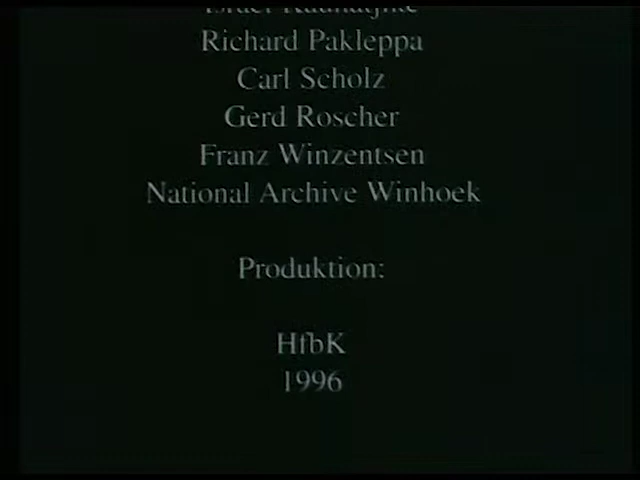 Richard Pakleppa
Carl Scholz
Gerd Roscher
Franz Winzentsen
National Archive Winhoek
Produktion:
HfbK
1996